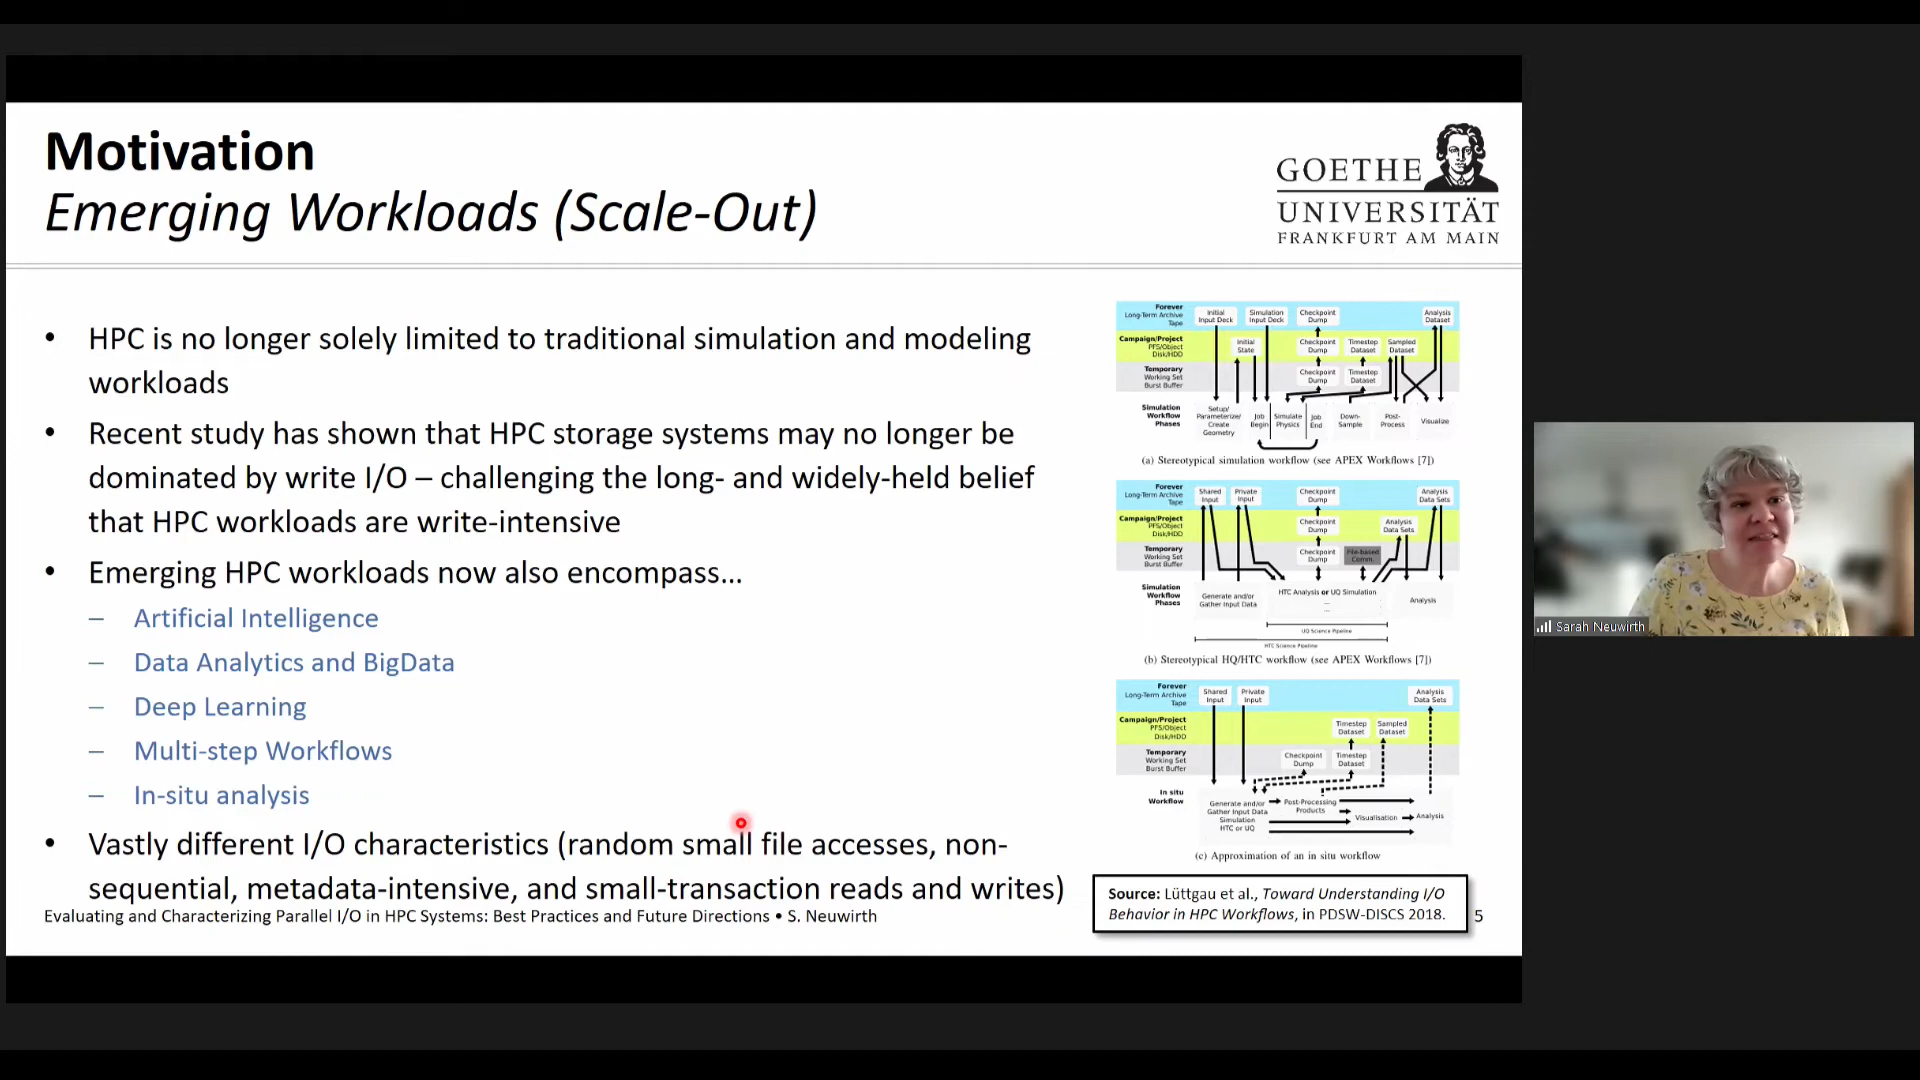 Motivation
Emerging Workloads (Scale-Out)
GOETHE
UNIVERSITÄT
FRANKFURT AM MAIN
• HPC is no longer solely limited to traditional simulation and modeling
workloads
• Recent study has shown that HPC storage systems may no longer be
dominated by write I/O – challenging the long- and widely-held belief
that HPC workloads are write-intensive
• Emerging HPC workloads now also encompass…
– Artificial Intelligence
– Data Analytics and BigData
– Deep Learning
– Multi-step Workflows
– In-situ analysis
• Vastly different I/O characteristics (random small file accesses, non-
sequential, metadata-intensive, and small-transaction reads and writes)
Forever
Long-Term Archive
Tape
Initial
Input Deck
Simulation
Input Deck
Checkpoint
Dump
Analysis
Dataset
Campaign/Project
PFS/Object
Disk/HDD
Initial
State
Checkpoint
Dump
Timestep
Dataset
Sampled
Dataset
Temporary
Working Set
Burst Buffer
Checkpoint
Dump
Timestep
Dataset
Simulation
Workflow
Phases
Setup/
Parameterize/
Create
Geometry
Job
Begin
Simulate
Physics
Job
End
Down-
Sample
Post-
Process
Visualize
(a) Stereotypical simulation workflow (see APEX Workflows [7])
Forever
Long-Term Archive
Tape
Shared
Input
Private
Input
Checkpoint
Dump
Analysis
Data Sets
Campaign/Project
PFS/Object
Disk/HDD
Checkpoint
Dump
Analysis
Data Sets
Temporary
Working Set
Burst Buffer
Checkpoint
Dump
File-based
Comm.
Simulation
Workflow
Phases
Generate and/or
Gather Input Data
HTC Analysis or UQ Simulation
...
Analysis
UQ Science Pipeline
HTC Science Pipeline
(b) Stereotypical HQ/HTC workflow (see APEX Workflows [7])
Forever
Long-Term Archive
Tape
Shared
Input
Private
Input
Analysis
Data Sets
Campaign/Project
PFS/Object
Disk/HDD
Timestep
Dataset
Sampled
Dataset
Temporary
Working Set
Burst Buffer
Checkpoint
Dump
Timestep
Dataset
In situ
Workflow
Generate and/or
Gather Input Data
Simulation
HTC or UQ
Post-Processing
Products
Visualisation
Analysis
(c) Approximation of an in situ workflow
Source: Lüttgau et al., Toward Understanding I/O
Behavior in HPC Workflows, in PDSW-DISCS 2018.
Evaluating and Characterizing Parallel I/O in HPC Systems: Best Practices and Future Directions • S. Neuwirth
5
Sarah Neuwirth